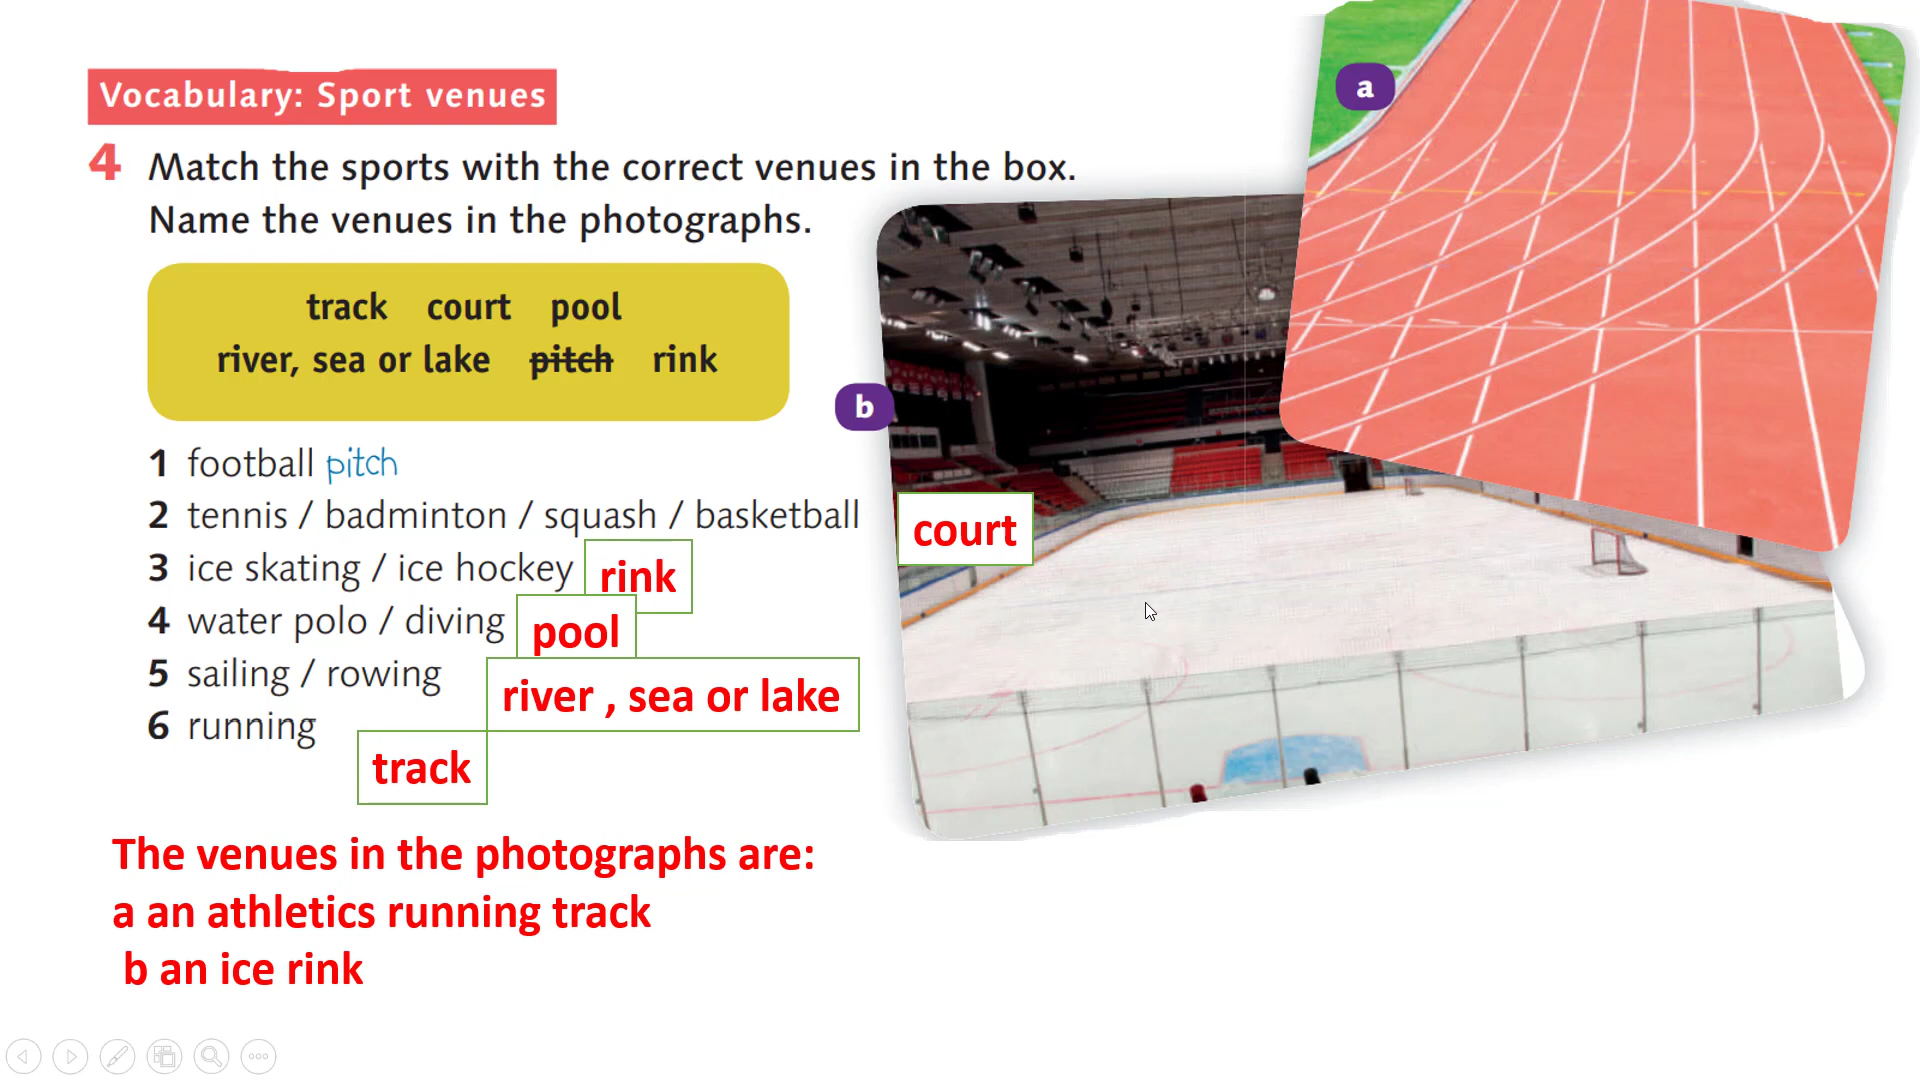 Vocabulary: Sport venues
4 Match the sports with the correct venues in the box.
Name the venues in the photographs.
track court pool
river, sea or lake pitch rink
1 football pitch
2 tennis / badminton / squash / basketball court
3 ice skating / ice hockey rink
4 water polo / diving pool
5 sailing / rowing river , sea or lake
6 running track
The venues in the photographs are:
a an athletics running track
b an ice rink
a
b